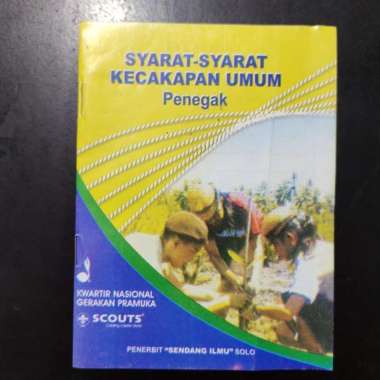 SYARAT-SYARAT
KECAKAPAN UMUM
Penegak
KWARTIR NASIONAL
GERAKAN PRAMUKA
SCOUTS
PENERBIT "SENDANG ILMU" SOLO